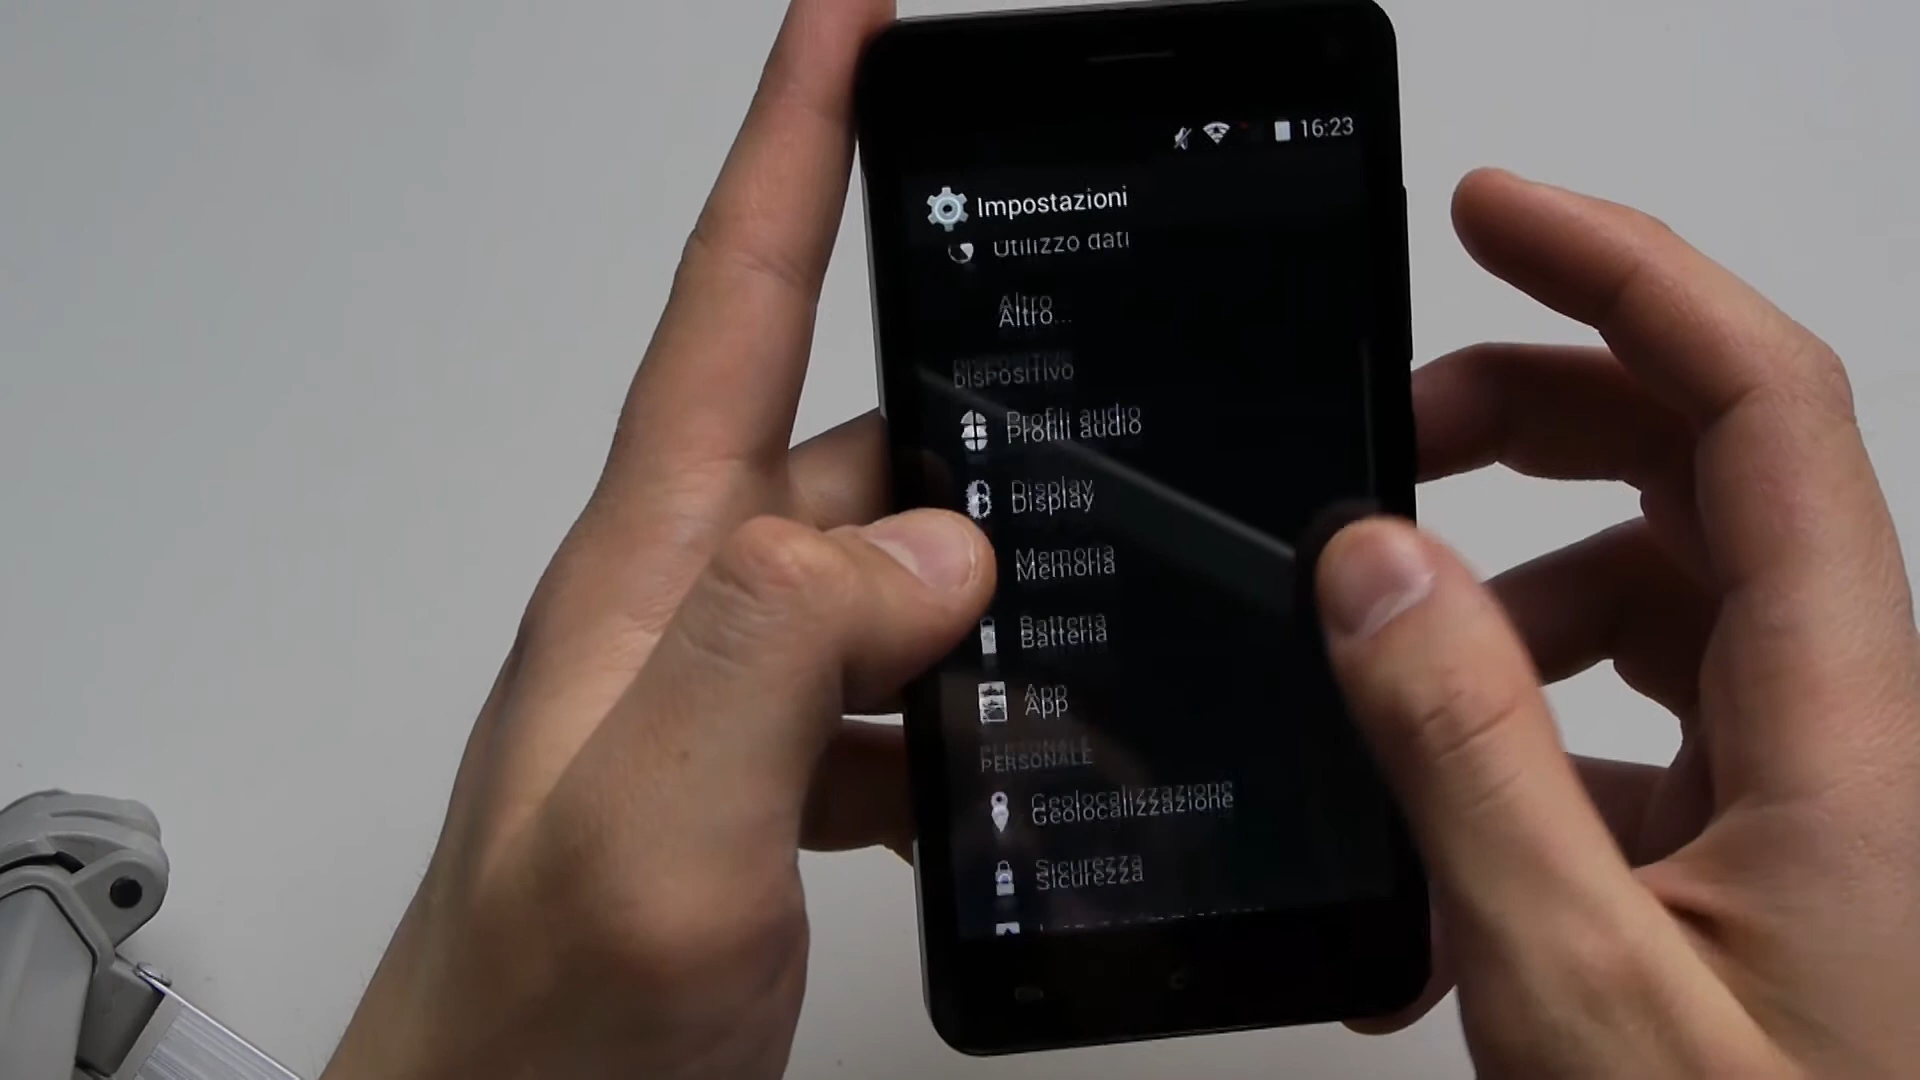 16:23
Impostazioni
Utilizzo dati
Altro...
DISPOSITIVO
Profili audio
Display
Memoria
Batteria
App
PERSONALE
Geolocalizzazione
Sicurezza